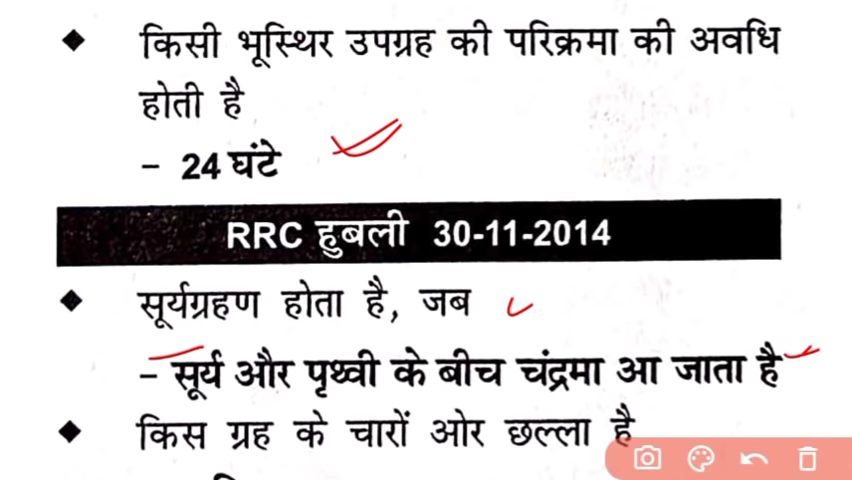 ◆ किसी भूस्थिर उपग्रह की परिक्रमा की अवधि
होती है
– 24 घंटे
RRC हुबली 30-11-2014
◆ सूर्यग्रहण होता है, जब
– सूर्य और पृथ्वी के बीच चंद्रमा आ जाता है
◆ किस ग्रह के चारों ओर छल्ला है